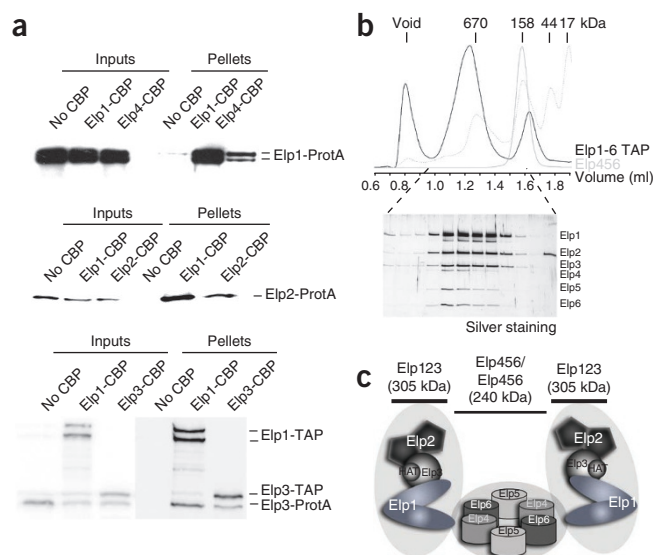 a
Inputs
Pellets
No CBP
Elp1-CBP
Elp4-CBP
No CBP
Elp1-CBP
Elp4-CBP
Elp1-ProtA
Inputs
Pellets
No CBP
Elp1-CBP
Elp2-CBP
No CBP
Elp1-CBP
Elp2-CBP
Elp2-ProtA
Inputs
Pellets
No CBP
Elp1-CBP
Elp3-CBP
No CBP
Elp1-CBP
Elp3-CBP
Elp1-TAP
Elp3-TAP
Elp3-ProtA
b
Void 670 158 44 17 kDa
Elp1-6 TAP
Elp456
0.6 0.8 1.0 1.2 1.4 1.6 1.8
Volume (ml)
Elp1
Elp2
Elp3
Elp4
Elp5
Elp6
Silver staining
c
Elp123
(305 kDa)
Elp456/
Elp456
(240 kDa)
Elp123
(305 kDa)
Elp2
HAT
Elp3
Elp1
Elp5
Elp6
Elp4
Elp4
Elp6
Elp5
Elp2
Elp3
HAT
Elp1